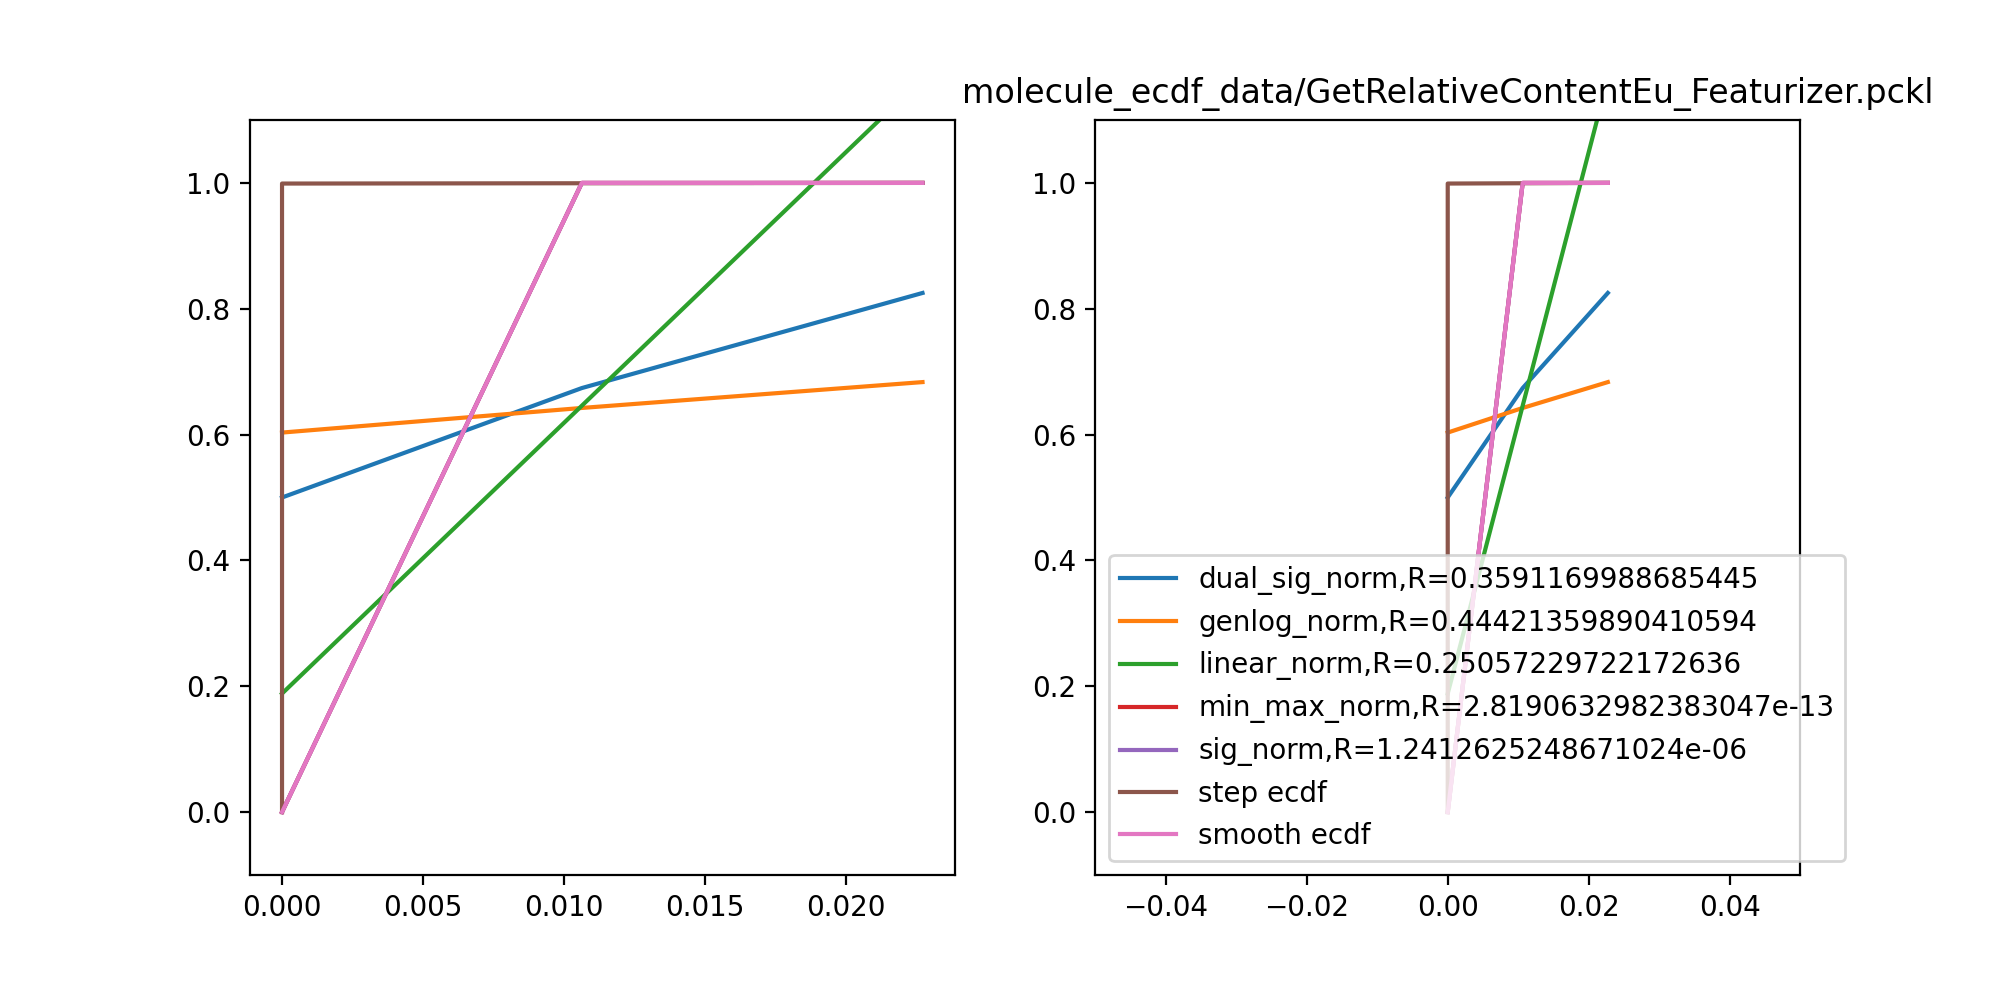 molecule_ecdf_data/GetRelativeContentEu_Featurizer.pckl
1.0
0.8
0.6
0.4
0.2
0.0
0.000 0.005 0.010 0.015 0.020
1.0
0.8
0.6
0.4
0.2
0.0
−0.04 −0.02 0.00 0.02 0.04
dual_sig_norm,R=0.3591169988685445
genlog_norm,R=0.44421359890410594
linear_norm,R=0.25057229722172636
min_max_norm,R=2.8190632982383047e-13
sig_norm,R=1.2412625248671024e-06
step ecdf
smooth ecdf